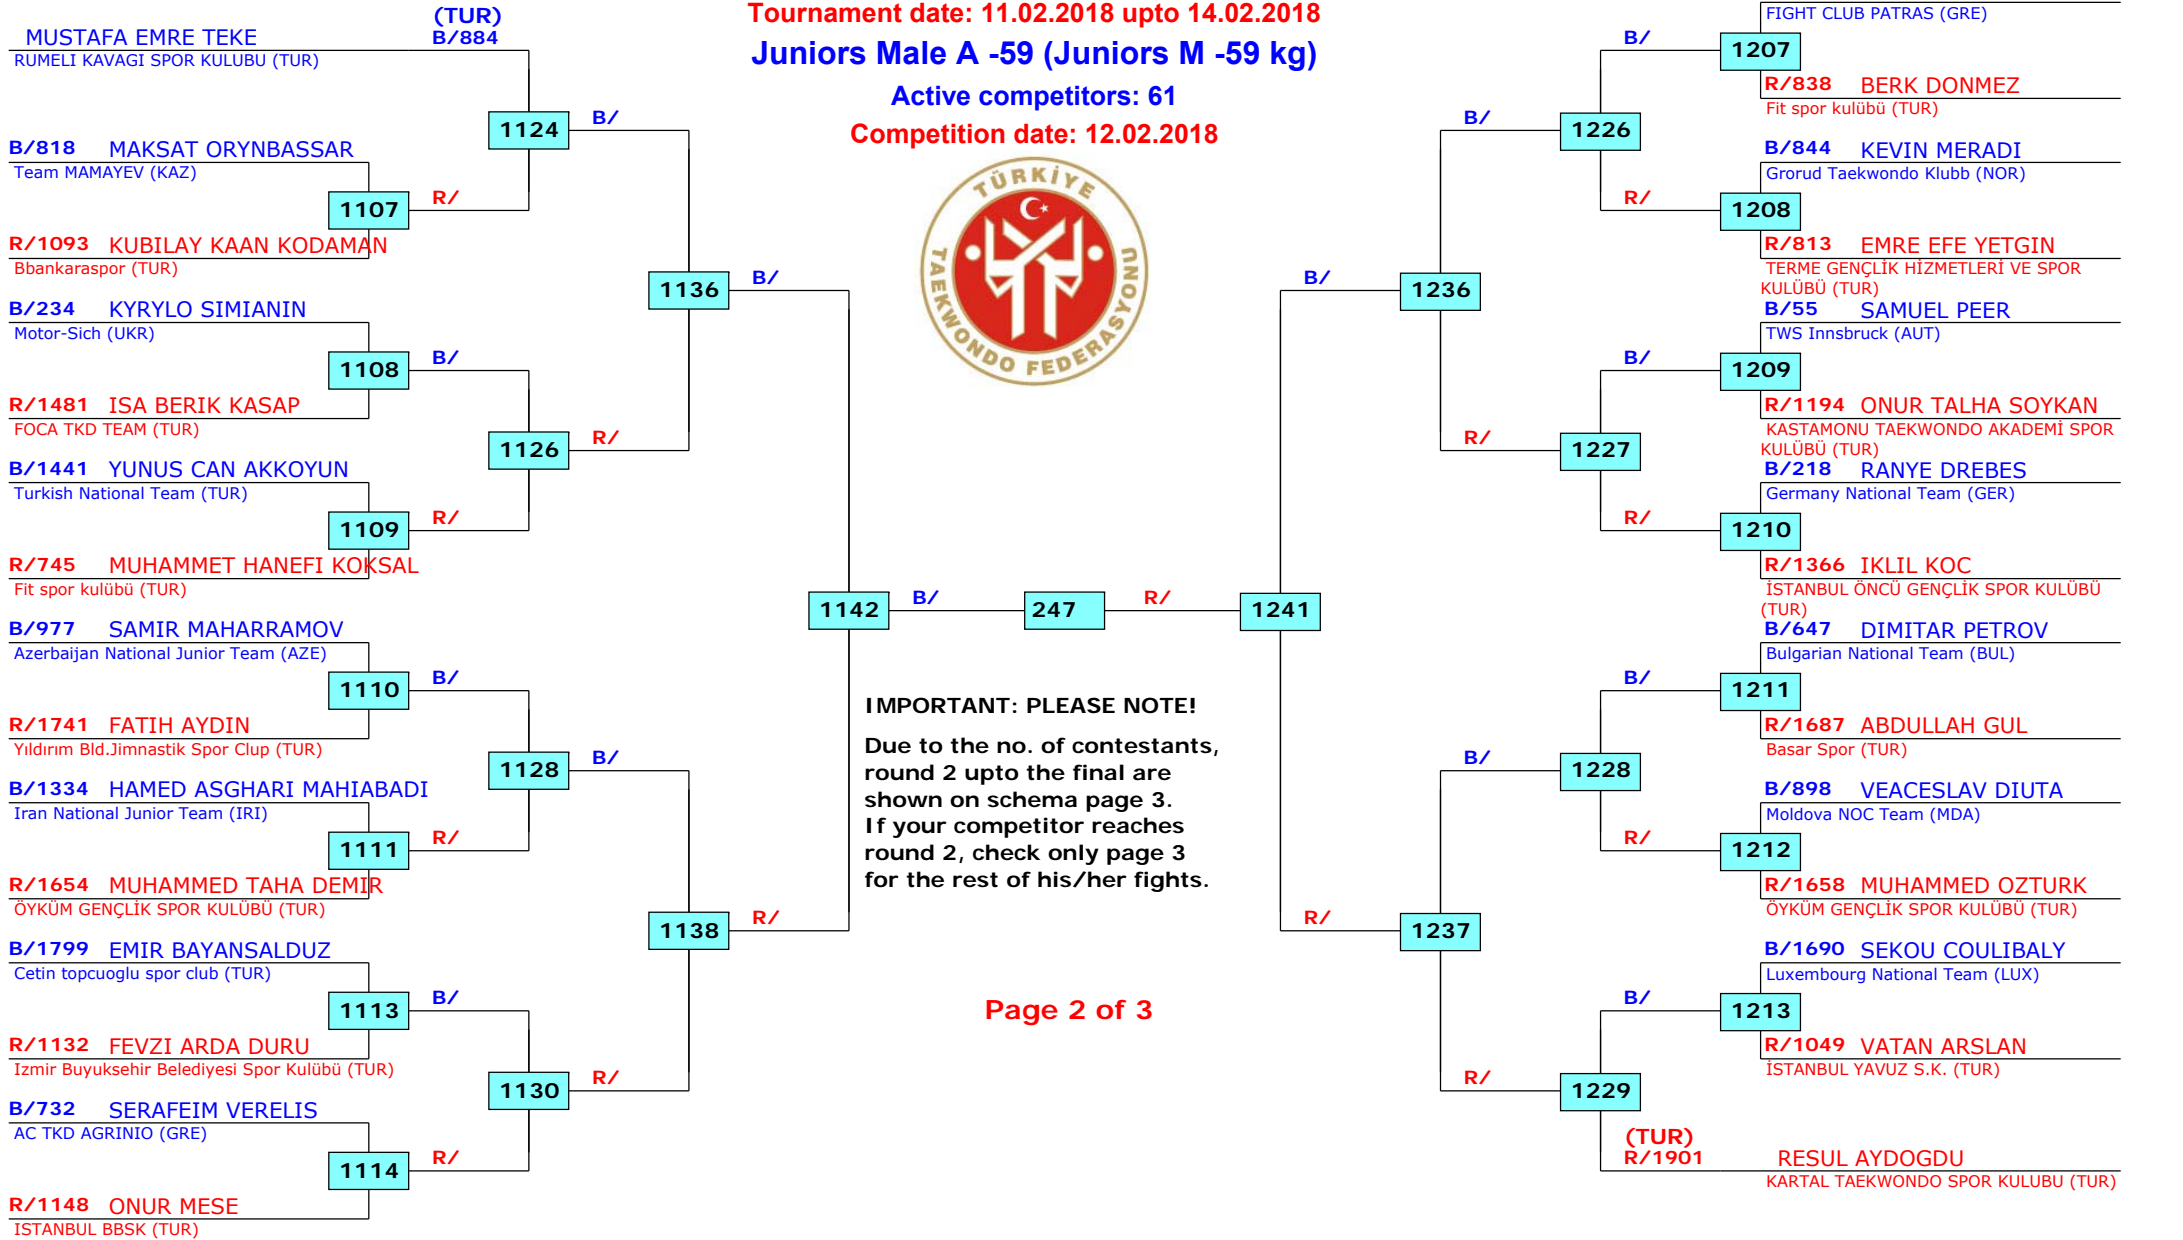 (TUR)
MUSTAFA EMRE TEKE B/884
RUMELI KAVAGI SPOR KULUBU (TUR)
1124
B/
B/818 MAKSAT ORYNBASSAR
Team MAMAYEV (KAZ)
1107
R/
R/1093 KUBILAY KAAN KODAMAN
Bbankaraspor (TUR)
1136
B/
B/234 KYRYLO SIMIANIN
Motor-Sich (UKR)
1108
B/
R/1481 ISA BERIK KASAP
FOCA TKD TEAM (TUR)
1126
R/
B/1441 YUNUS CAN AKKOYUN
Turkish National Team (TUR)
1109
R/
R/745 MUHAMMET HANEFI KOKSAL
Fit spor kulübü (TUR)
1142
B/
B/977 SAMIR MAHARRAMOV
Azerbaijan National Junior Team (AZE)
1110
B/
R/1741 FATIH AYDIN
Yıldırım Bld.Jimnastik Spor Clup (TUR)
1128
B/
B/1334 HAMED ASGHARI MAHIABADI
Iran National Junior Team (IRI)
1111
R/
R/1654 MUHAMMED TAHA DEMIR
ÖYKÜM GENÇLİK SPOR KULÜBÜ (TUR)
1138
R/
B/1799 EMIR BAYANSALDUZ
Cetin topcuoglu spor club (TUR)
1113
B/
R/1132 FEVZI ARDA DURU
Izmir Buyuksehir Belediyesi Spor Kulübü (TUR)
1130
R/
B/732 SERAFEIM VERELIS
AC TKD AGRINIO (GRE)
1114
R/
R/1148 ONUR MESE
ISTANBUL BBSK (TUR)
Tournament date: 11.02.2018 upto 14.02.2018
Juniors Male A -59 (Juniors M -59 kg)
Active competitors: 61
Competition date: 12.02.2018
TÜRKİYE
TAEKWONDO FEDERASYONU
247
IMPORTANT: PLEASE NOTE!
Due to the no. of contestants,
round 2 upto the final are
shown on schema page 3.
If your competitor reaches
round 2, check only page 3
for the rest of his/her fights.
Page 2 of 3
FIGHT CLUB PATRAS (GRE)
B/
1207
R/838 BERK DONMEZ
Fit spor kulübü (TUR)
B/
1226
B/844 KEVIN MERADI
Grorud Taekwondo Klubb (NOR)
R/
1208
R/813 EMRE EFE YETGIN
TERME GENÇLİK HİZMETLERİ VE SPOR
KULÜBÜ (TUR)
B/
1236
B/55 SAMUEL PEER
TWS Innsbruck (AUT)
B/
1209
R/1194 ONUR TALHA SOYKAN
KASTAMONU TAEKWONDO AKADEMİ SPOR
KULÜBÜ (TUR)
R/
1227
B/218 RANYE DREBES
Germany National Team (GER)
R/
1210
R/1366 IKLIL KOC
İSTANBUL ÖNCÜ GENÇLİK SPOR KULÜBÜ
(TUR)
R/
1241
B/647 DIMITAR PETROV
Bulgarian National Team (BUL)
B/
1211
R/1687 ABDULLAH GUL
Basar Spor (TUR)
B/
1228
B/898 VEACESLAV DIUTA
Moldova NOC Team (MDA)
R/
1212
R/1658 MUHAMMED OZTURK
ÖYKÜM GENÇLİK SPOR KULÜBÜ (TUR)
R/
1237
B/1690 SEKOU COULIBALY
Luxembourg National Team (LUX)
B/
1213
R/1049 VATAN ARSLAN
İSTANBUL YAVUZ S.K. (TUR)
R/
1229
(TUR)
R/1901 RESUL AYDOGDU
KARTAL TAEKWONDO SPOR KULUBU (TUR)